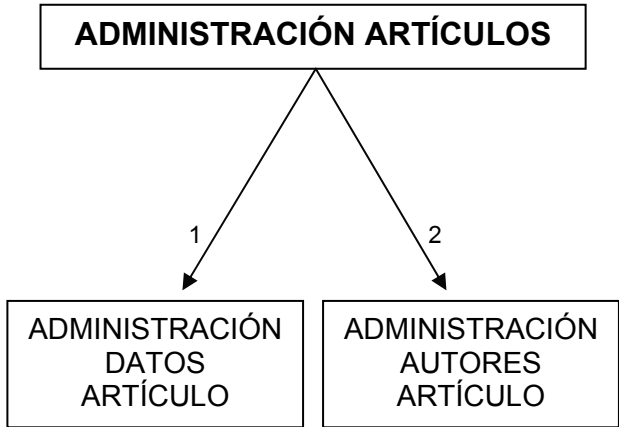 ADMINISTRACIÓN ARTÍCULOS
1
2
ADMINISTRACIÓN
DATOS
ARTÍCULO
ADMINISTRACIÓN
AUTORES
ARTÍCULO